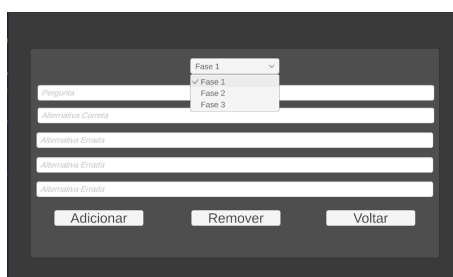 Fase 1
✓ Fase 1
Fase 2
Fase 3
Pergunta
Alternativa Correta
Alternativa Errada
Alternativa Errada
Alternativa Errada
Adicionar Remover Voltar